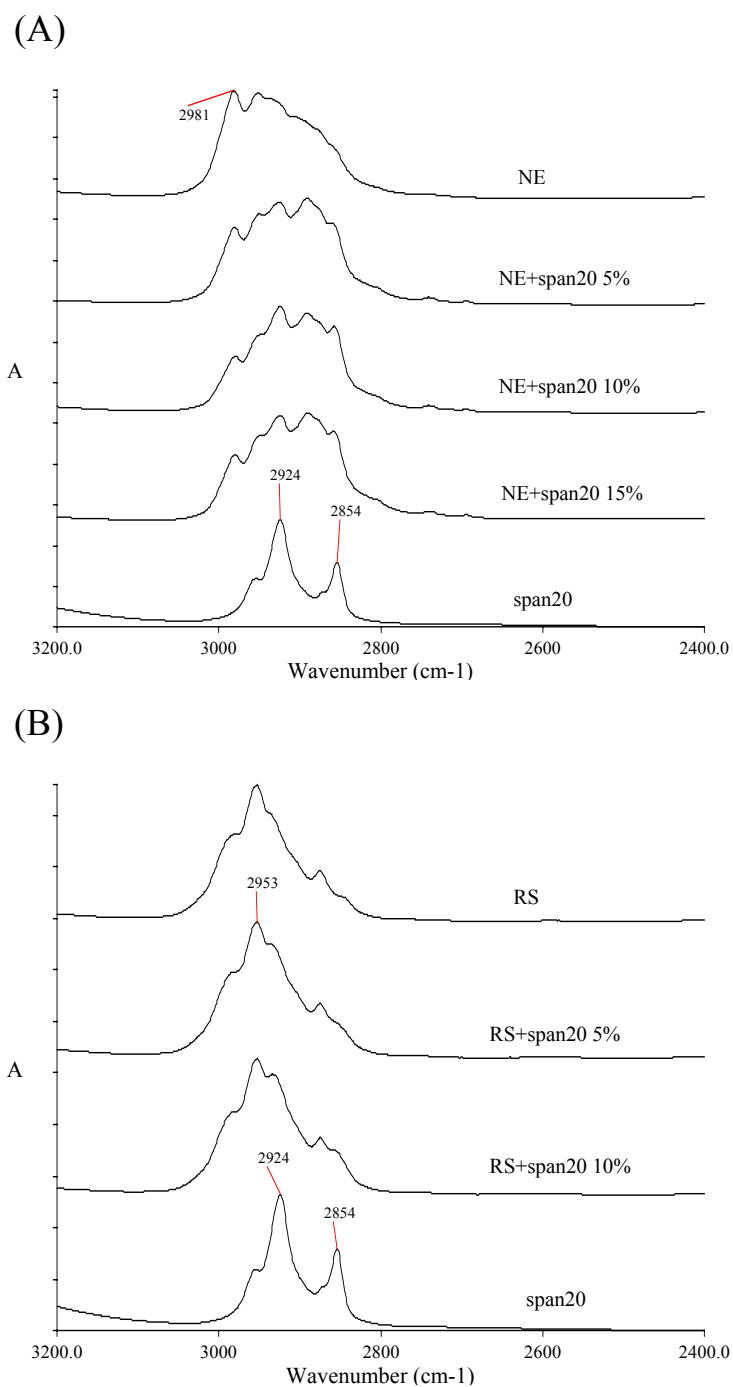 (A)
2981
NE
NE+span20 5%
NE+span20 10%
A
NE+span20 15%
2924
2854
span20
3200.0 3000 2800 2600 2400.0
Wavenumber (cm-1)
(B)
RS
2953
RS+span20 5%
A
RS+span20 10%
2924
2854
span20
3200.0 3000 2800 2600 2400.0
Wavenumber (cm-1)